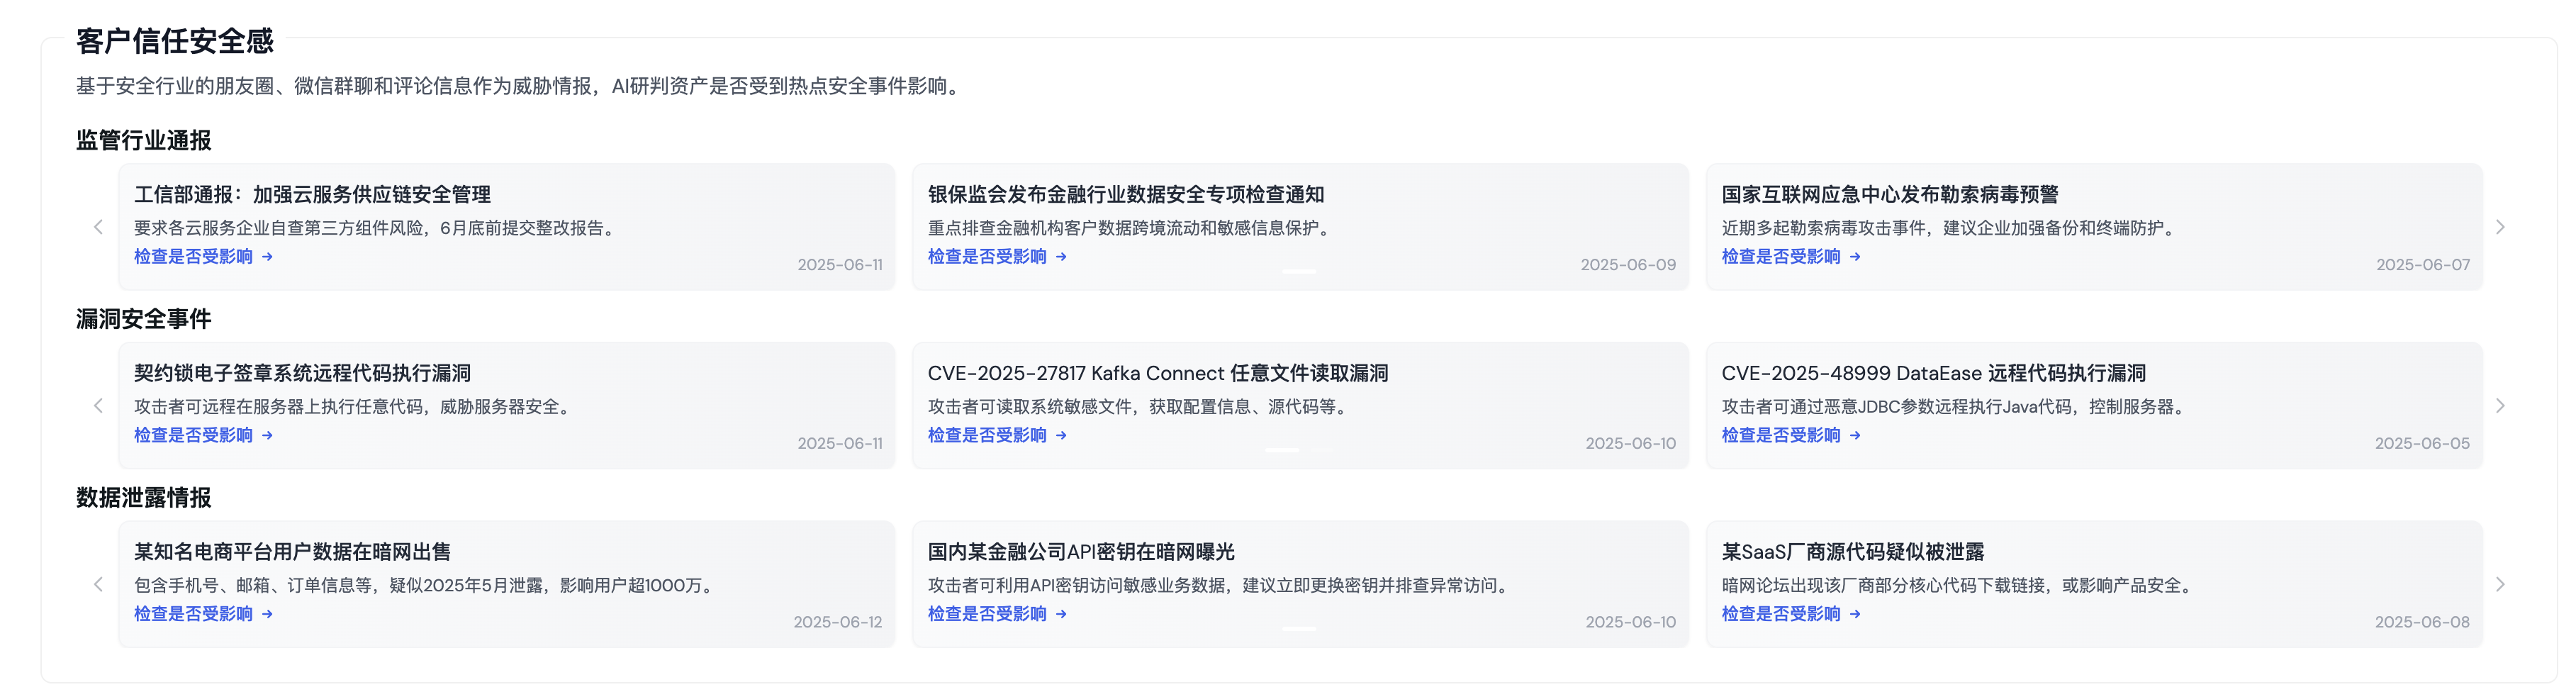 客户信任安全感
基于安全行业的朋友圈、微信群聊和评论信息作为威胁情报，AI研判资产是否受到热点安全事件影响。
监管行业通报
工信部通报：加强云服务供应链安全管理
要求各云服务企业自查第三方组件风险，6月底前提交整改报告。
检查是否受影响 →
2025-06-11
银保监会发布金融行业数据安全专项检查通知
重点排查金融机构客户数据跨境流动和敏感信息保护。
检查是否受影响 →
2025-06-09
国家互联网应急中心发布勒索病毒预警
近期多起勒索病毒攻击事件，建议企业加强备份和终端防护。
检查是否受影响 →
2025-06-07
漏洞安全事件
契约锁电子签章系统远程代码执行漏洞
攻击者可远程在服务器上执行任意代码，威胁服务器安全。
检查是否受影响 →
2025-06-11
CVE-2025-27817 Kafka Connect 任意文件读取漏洞
攻击者可读取系统敏感文件，获取配置信息、源代码等。
检查是否受影响 →
2025-06-10
CVE-2025-48999 DataEase 远程代码执行漏洞
攻击者可通过恶意JDBC参数远程执行Java代码，控制服务器。
检查是否受影响 →
2025-06-05
数据泄露情报
某知名电商平台用户数据在暗网出售
包含手机号、邮箱、订单信息等，疑似2025年5月泄露，影响用户超1000万。
检查是否受影响 →
2025-06-12
国内某金融公司API密钥在暗网曝光
攻击者可利用API密钥访问敏感业务数据，建议立即更换密钥并排查异常访问。
检查是否受影响 →
2025-06-10
某SaaS厂商源代码疑似被泄露
暗网论坛出现该厂商部分核心代码下载链接，或影响产品安全。
检查是否受影响 →
2025-06-08